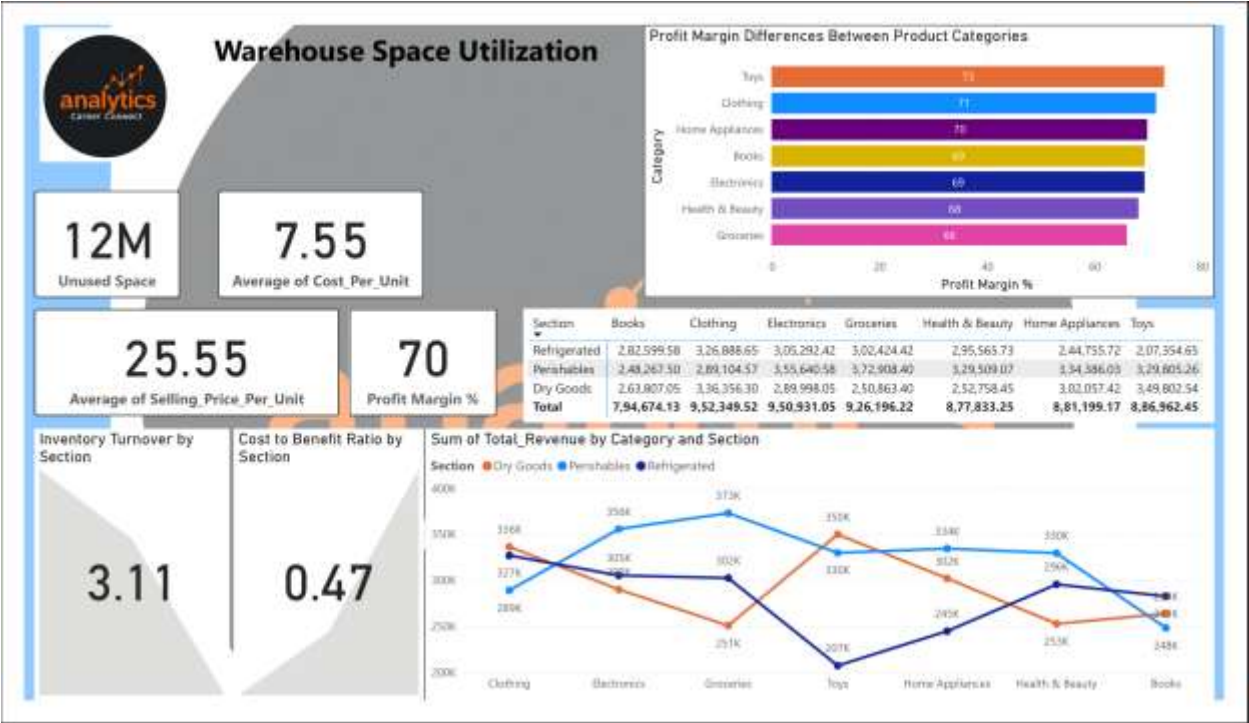 analytics
Career Connect
Warehouse Space Utilization
12M
Unused Space
7.55
Average of Cost_Per_Unit
25.55
Average of Selling_Price_Per_Unit
70
Profit Margin %
Profit Margin Differences Between Product Categories
Category
Toys 73
Clothing 71
Home Appliances 70
Books 69
Electronics 69
Health & Beauty 68
Groceries 66
0 20 40 60 80
Profit Margin %
Section Books Clothing Electronics Groceries Health & Beauty Home Appliances Toys
Refrigerated 2,82,599.58 3,26,888.65 3,05,292.42 3,02,424.42 2,95,565.73 2,44,755.72 2,07,354.65
Perishables 2,48,267.50 2,89,104.57 3,55,640.58 3,72,908.40 3,29,509.07 3,34,386.03 3,29,805.26
Dry Goods 2,63,807.05 3,36,356.30 2,89,998.05 2,50,863.40 2,52,758.45 3,02,057.42 3,49,802.54
Total 7,94,674.13 9,52,349.52 9,50,931.05 9,26,196.22 8,77,833.25 8,81,199.17 8,86,962.45
Inventory Turnover by
Section
3.11
Cost to Benefit Ratio by
Section
0.47
Sum of Total_Revenue by Category and Section
Section Dry Goods Perishables Refrigerated
400K
350K
300K
250K
200K
336K 327K 289K
356K 305K
373K 302K 251K
350K 330K 207K
334K 302K 245K
330K 296K 253K
248K
Clothing Electronics Groceries Toys Home Appliances Health & Beauty Books